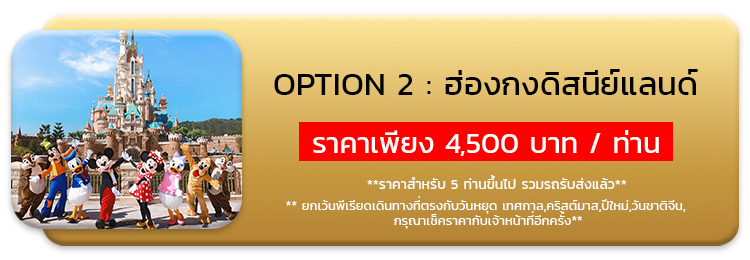 OPTION 2 : ฮ่องกงดิสนีย์แลนด์
ราคาเพียง 4,500 บาท / ท่าน
**ราคาสำหรับ 5 ท่านขึ้นไป รวมรถรับส่งแล้ว**
** ยกเว้นพีเรียดเดินทางที่ตรงกับวันหยุด เทศกาล,คริสต์มาส,ปีใหม่,วันชาติจีน,
กรุณาเช็คราคากับเจ้าหน้าที่อีกครั้ง**